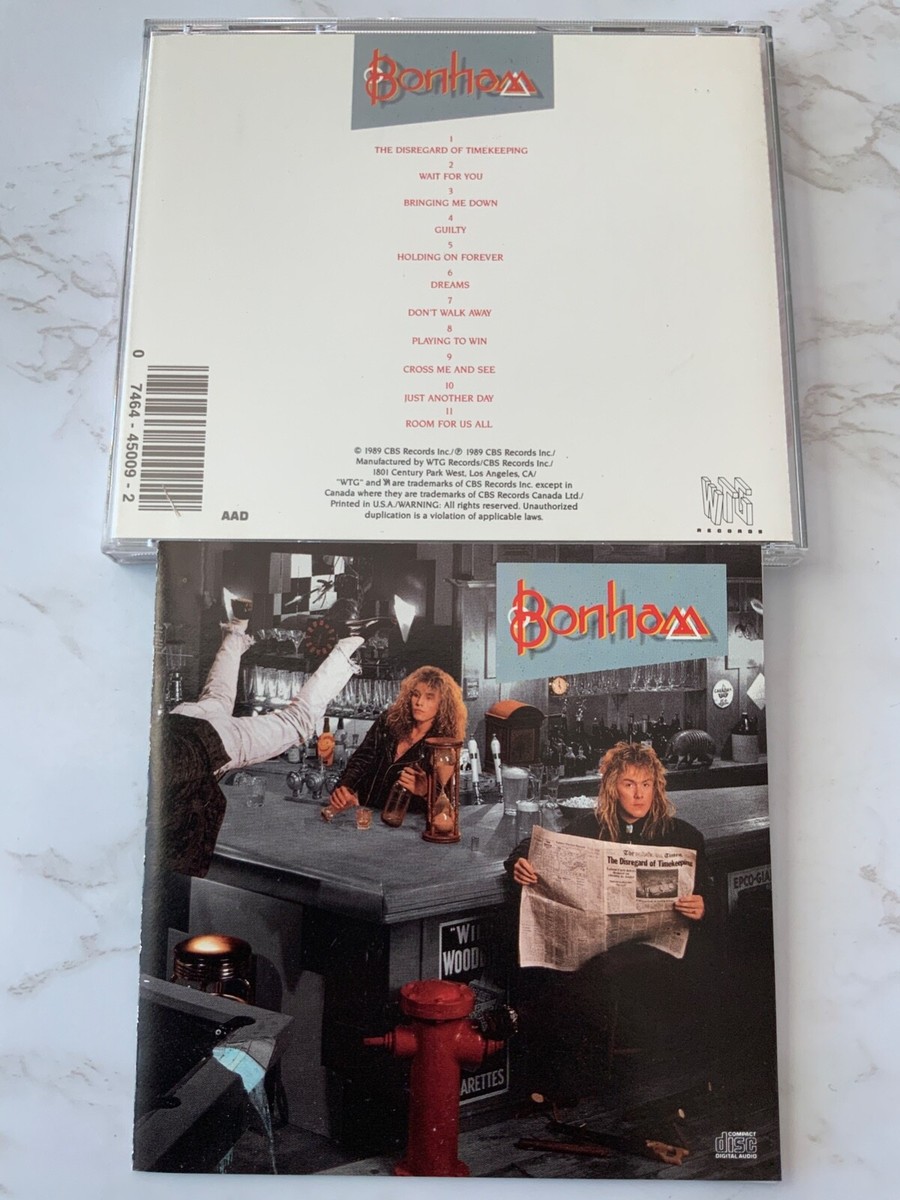 Bonham
1
THE DISREGARD OF TIMEKEEPING
2
WAIT FOR YOU
3
BRINGING ME DOWN
4
GUILTY
5
HOLDING ON FOREVER
6
DREAMS
7
DON'T WALK AWAY
8
PLAYING TO WIN
9
CROSS ME AND SEE
10
JUST ANOTHER DAY
11
ROOM FOR US ALL
© 1989 CBS Records Inc./℗ 1989 CBS Records Inc./
Manufactured by WTG Records/CBS Records Inc./
1801 Century Park West, Los Angeles, CA/
"WTG" and are trademarks of CBS Records Inc. except in
Canada where they are trademarks of CBS Records Canada Ltd./
Printed in U.S.A./WARNING: All rights reserved. Unauthorized
duplication is a violation of applicable laws.
0 7464 - 45009 - 2
AAD
WTG
RECORDS
Bonham
The Disregard of Timekeeping
EPCO-GIA
"WI
WOOD
ARETTES
COMPACT
disc
DIGITAL AUDIO